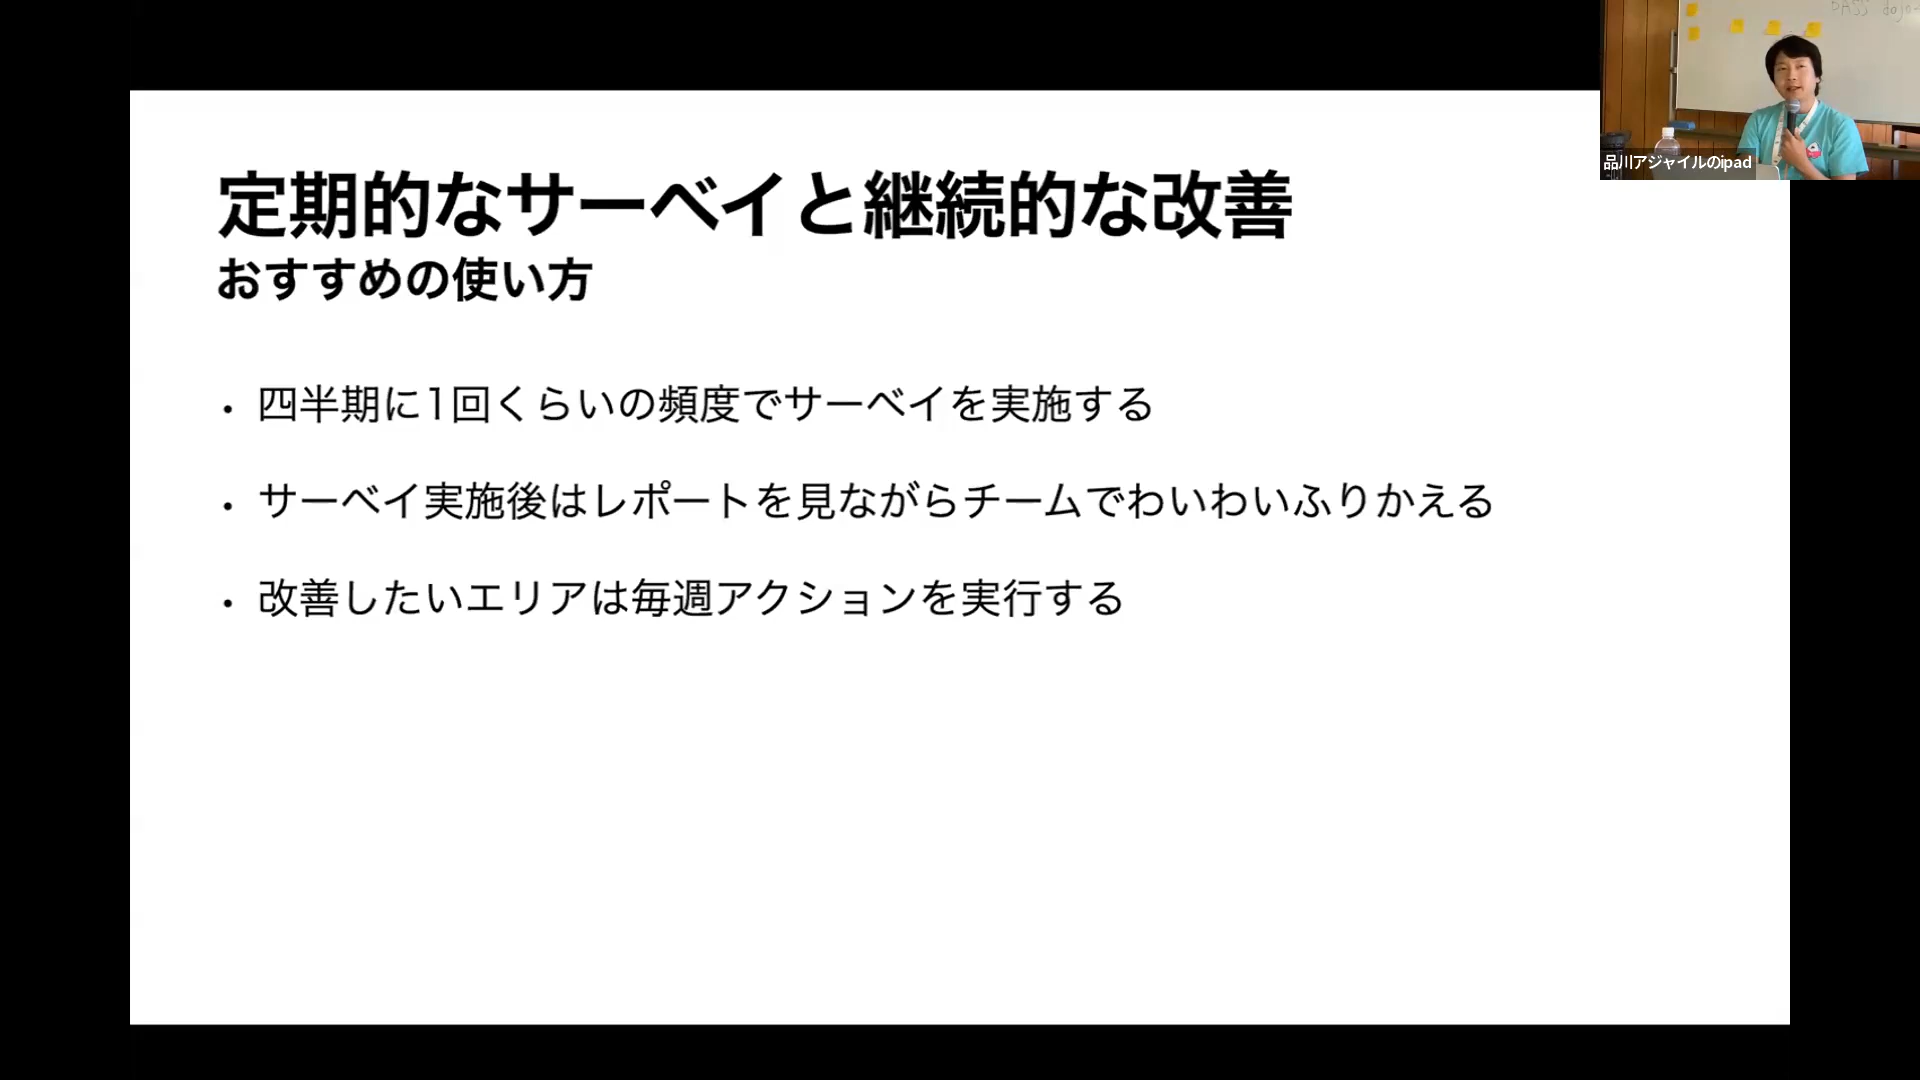 定期的なサーベイと継続的な改善
おすすめの使い方
・四半期に1回くらいの頻度でサーベイを実施する
・サーベイ実施後はレポートを見ながらチームでわいわいふりかえる
・改善したいエリアは毎週アクションを実行する
品川アジャイルのipad